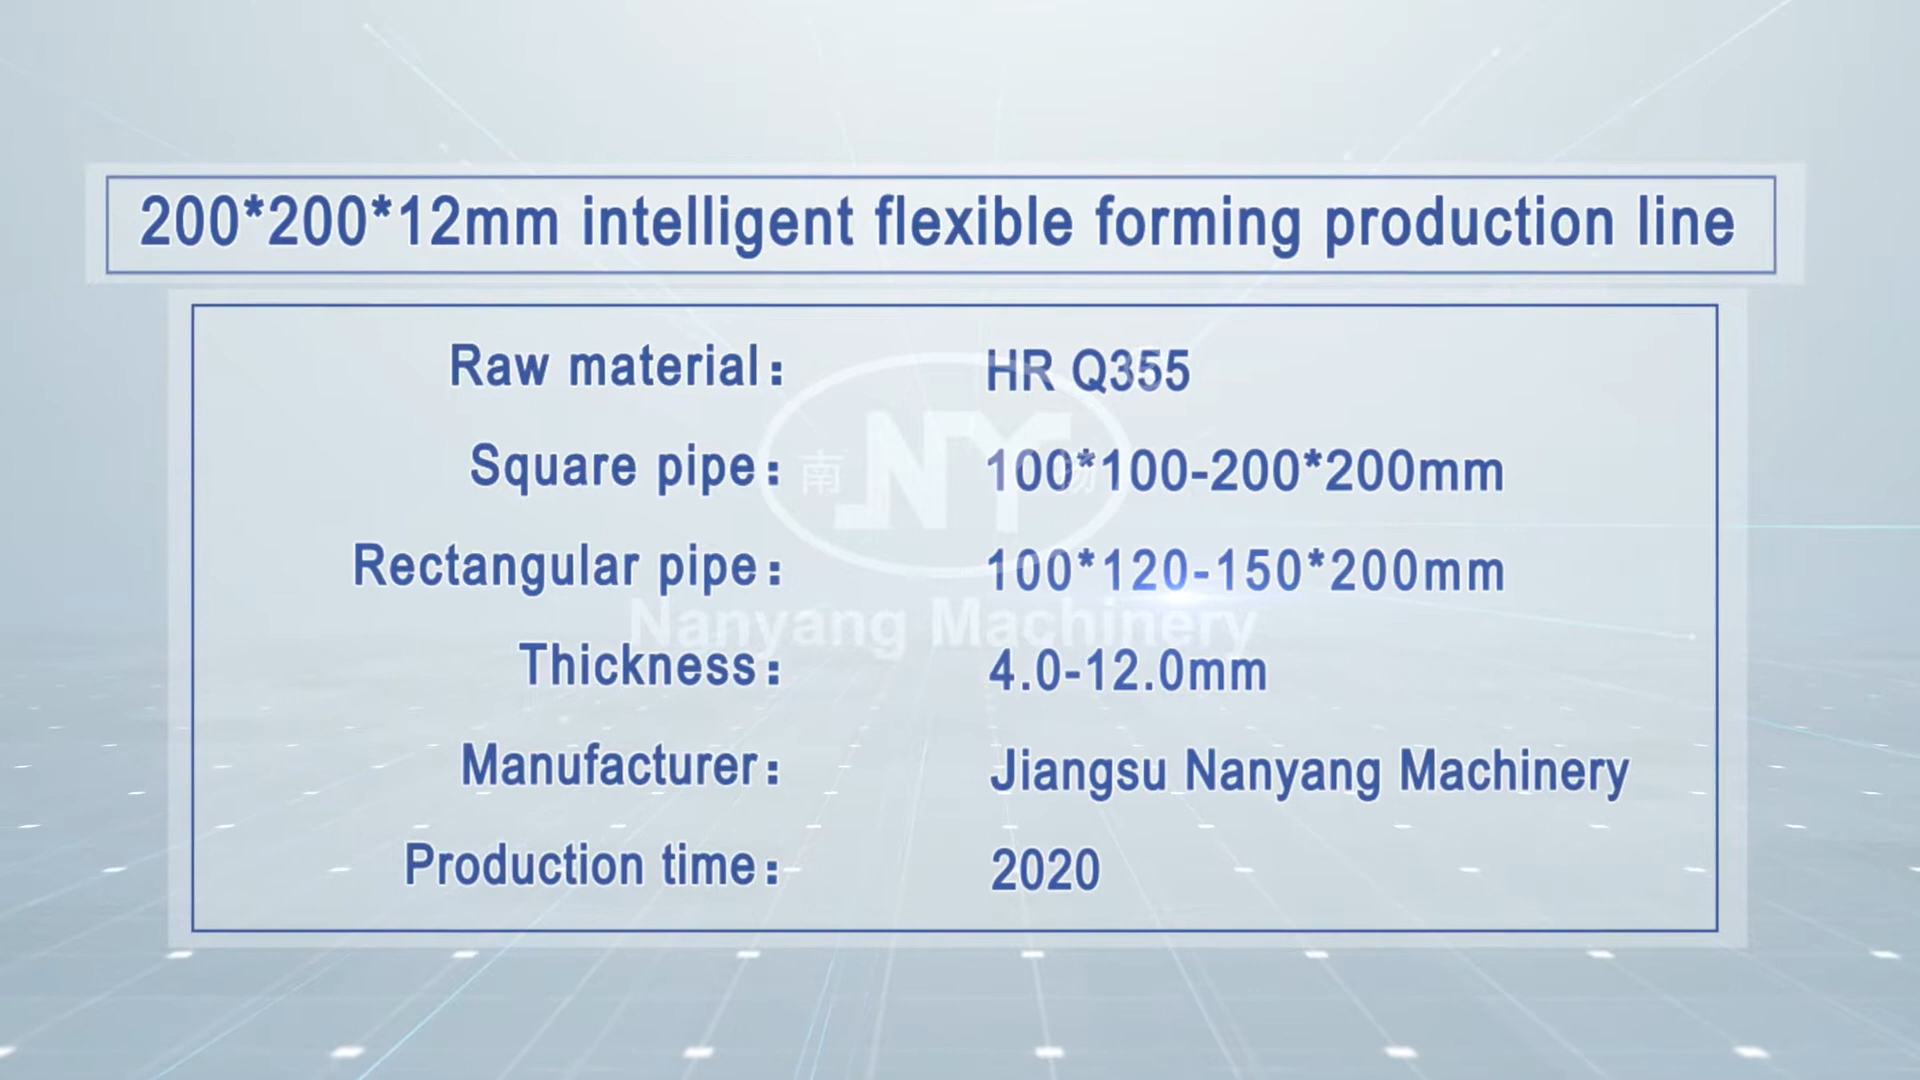 200*200*12mm intelligent flexible forming production line
Raw material： HR Q355
Square pipe： 100*100-200*200mm
南 NY 扬
Rectangular pipe： 100*120-150*200mm
Nanyang Machinery
Thickness： 4.0-12.0mm
Manufacturer： Jiangsu Nanyang Machinery
Production time： 2020